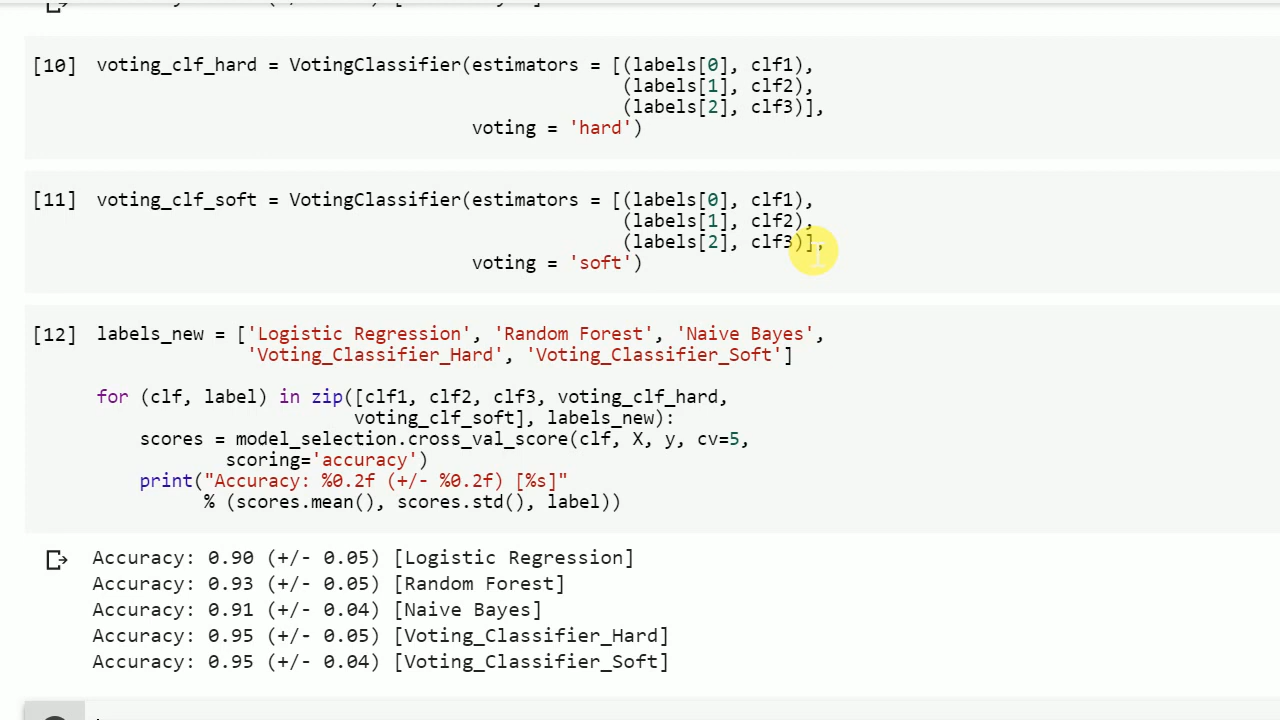 [10] voting_clf_hard = VotingClassifier(estimators = [(labels[0], clf1),
(labels[1], clf2),
(labels[2], clf3)],
voting = 'hard')
[11] voting_clf_soft = VotingClassifier(estimators = [(labels[0], clf1),
(labels[1], clf2),
(labels[2], clf3)],
voting = 'soft')
[12] labels_new = ['Logistic Regression', 'Random Forest', 'Naive Bayes',
'Voting_Classifier_Hard', 'Voting_Classifier_Soft']
for (clf, label) in zip([clf1, clf2, clf3, voting_clf_hard,
voting_clf_soft], labels_new):
scores = model_selection.cross_val_score(clf, X, y, cv=5,
scoring='accuracy')
print("Accuracy: %0.2f (+/- %0.2f) [%s]"
% (scores.mean(), scores.std(), label))
Accuracy: 0.90 (+/- 0.05) [Logistic Regression]
Accuracy: 0.93 (+/- 0.05) [Random Forest]
Accuracy: 0.91 (+/- 0.04) [Naive Bayes]
Accuracy: 0.95 (+/- 0.05) [Voting_Classifier_Hard]
Accuracy: 0.95 (+/- 0.04) [Voting_Classifier_Soft]